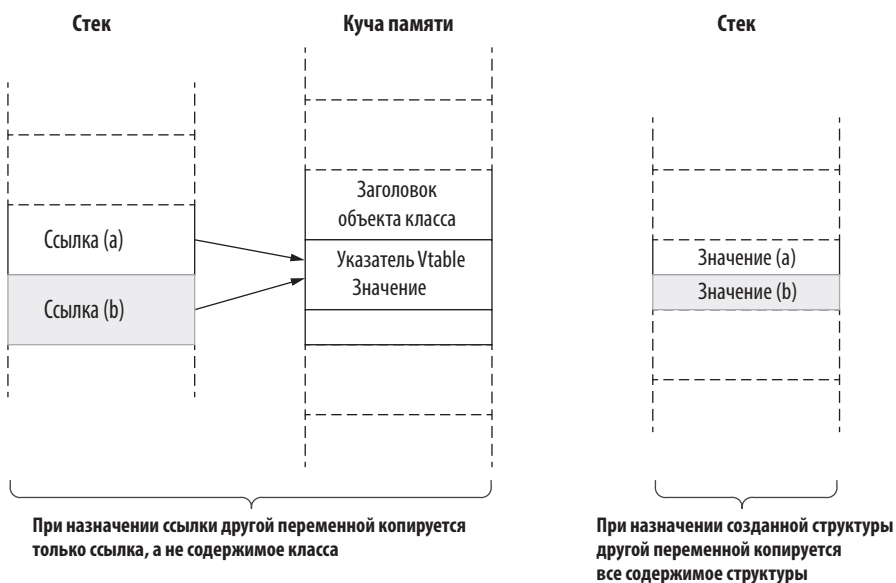 Стек
Куча памяти
Стек
Ссылка (a)
Ссылка (b)
Заголовок
объекта класса
Указатель Vtable
Значение
Значение (a)
Значение (b)
При назначении ссылки другой переменной копируется
только ссылка, а не содержимое класса
При назначении созданной структуры
другой переменной копируется
все содержимое структуры